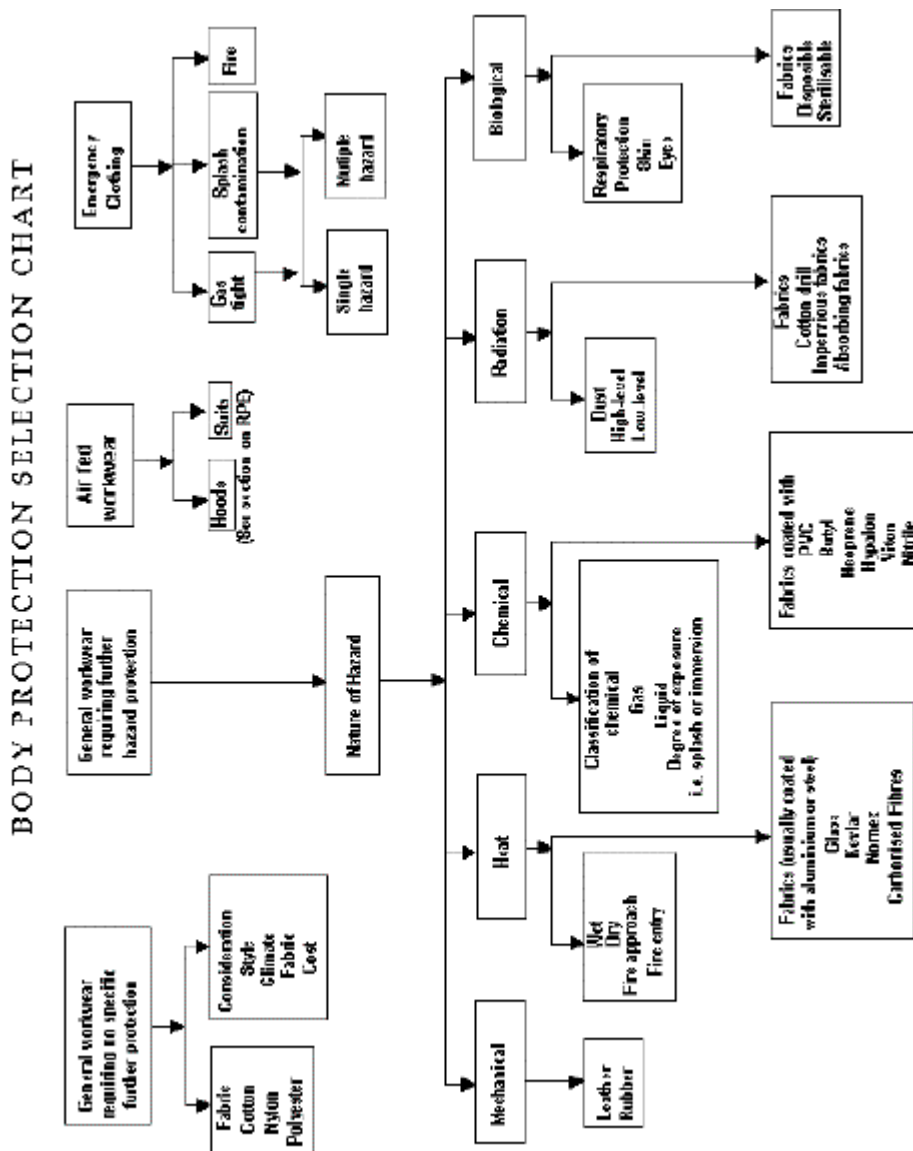 BODY PROTECTION SELECTION CHART
General workwear
requiring no specific
further protection
Fabric
Cotton
Nylon
Polyester
Consideration
Style
Climate
Fabric
Cost
General workwear
requiring further
hazard protection
Nature of Hazard
Air fed
workwear
Hoods
Suits
(See section on RPE)
Emergency
Clothing
Gas
tight
Splash
contamination
Fire
Single
hazard
Multiple
hazard
Mechanical
Leather
Rubber
Heat
Wet
Dry
Fire approach
Fire entry
Fabrics (usually coated
with aluminium or steel)
Glass
Kevlar
Nomex
Carbonised Fibres
Chemical
Classification of
chemical
Gas
Liquid
Degree of exposure
i.e. splash or immersion
Fabrics coated with
PVC
Butyl
Neoprene
Hypalon
Viton
Nitrile
Radiation
Dust
High-level
Low-level
Fabrics
Cotton drill
Impervious fabrics
Absorbing fabrics
Biological
Respiratory
Protection
Skin
Eyes
Fabrics
Disposible
Sterilisable